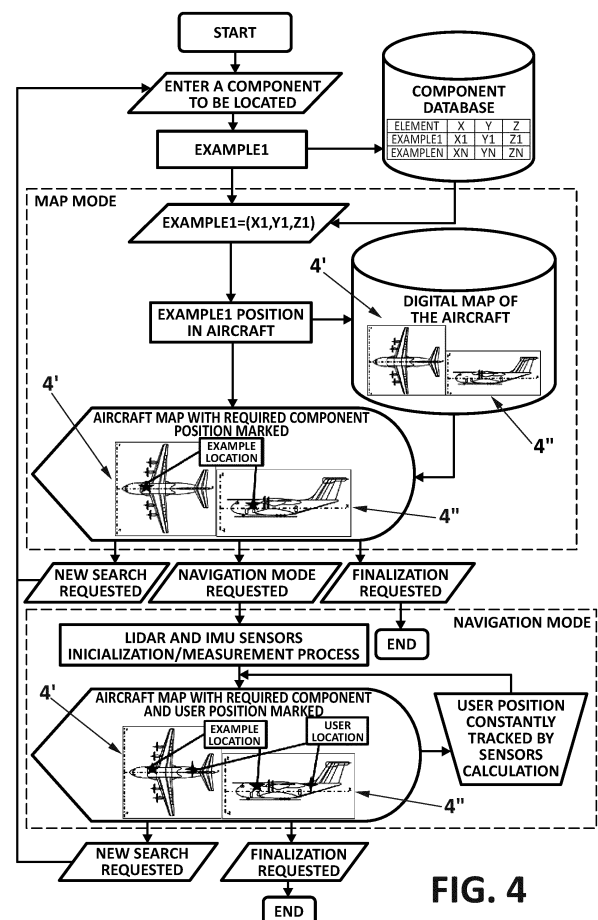 START
ENTER A COMPONENT
TO BE LOCATED
COMPONENT
DATABASE
ELEMENT X Y Z
EXAMPLE1 X1 Y1 Z1
EXAMPLEN XN YN ZN
EXAMPLE1
MAP MODE
EXAMPLE1=(X1,Y1,Z1)
4'
DIGITAL MAP OF
THE AIRCRAFT
EXAMPLE1 POSITION
IN AIRCRAFT
4'
4"
AIRCRAFT MAP WITH REQUIRED COMPONENT
POSITION MARKED
EXAMPLE
LOCATION
4"
NEW SEARCH
REQUESTED
NAVIGATION MODE
REQUESTED
FINALIZATION
REQUESTED
END
NAVIGATION MODE
LIDAR AND IMU SENSORS
INICIALIZATION/MEASUREMENT PROCESS
4'
AIRCRAFT MAP WITH REQUIRED COMPONENT
AND USER POSITION MARKED
EXAMPLE
LOCATION
USER
LOCATION
USER POSITION
CONSTANTLY
TRACKED BY
SENSORS
CALCULATION
4"
NEW SEARCH
REQUESTED
FINALIZATION
REQUESTED
END
FIG. 4